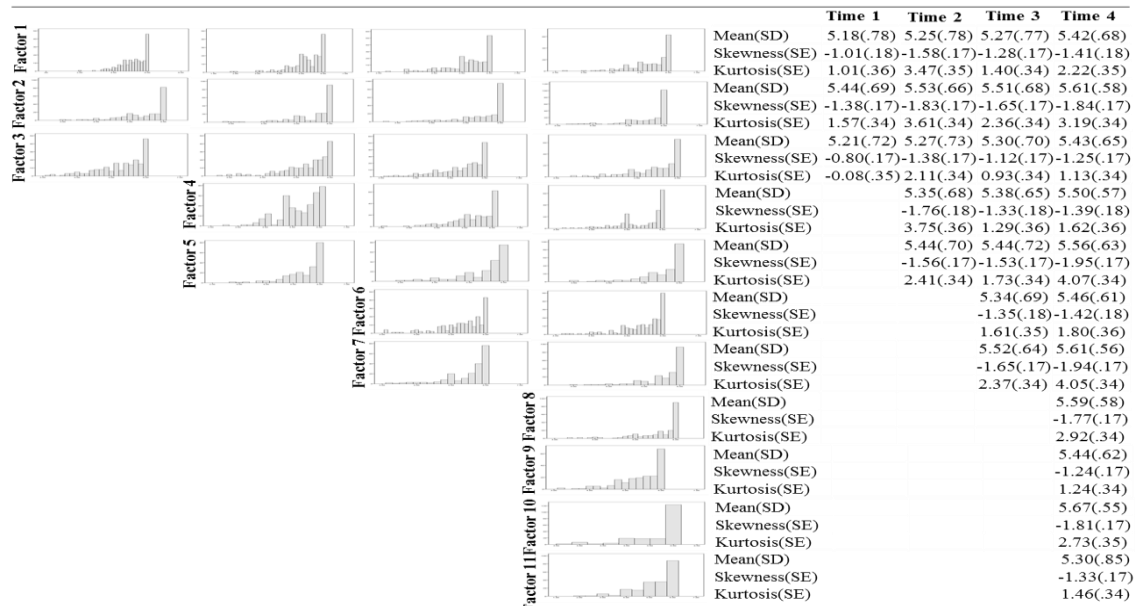 Time 1 Time 2 Time 3 Time 4
Factor 1
Mean(SD) 5.18(.78) 5.25(.78) 5.27(.77) 5.42(.68)
Skewness(SE) -1.01(.18) -1.58(.17) -1.28(.17) -1.41(.18)
Kurtosis(SE) 1.01(.36) 3.47(.35) 1.40(.34) 2.22(.35)
Factor 2
Mean(SD) 5.44(.69) 5.53(.66) 5.51(.68) 5.61(.58)
Skewness(SE) -1.38(.17) -1.83(.17) -1.65(.17) -1.84(.17)
Kurtosis(SE) 1.57(.34) 3.61(.34) 2.36(.34) 3.19(.34)
Factor 3
Mean(SD) 5.21(.72) 5.27(.73) 5.30(.70) 5.43(.65)
Skewness(SE) -0.80(.17) -1.38(.17) -1.12(.17) -1.25(.17)
Kurtosis(SE) -0.08(.35) 2.11(.34) 0.93(.34) 1.13(.34)
Factor 4
Mean(SD) 5.35(.68) 5.38(.65) 5.50(.57)
Skewness(SE) -1.76(.18) -1.33(.18) -1.39(.18)
Kurtosis(SE) 3.75(.36) 1.29(.36) 1.62(.36)
Factor 5
Mean(SD) 5.44(.70) 5.44(.72) 5.56(.63)
Skewness(SE) -1.56(.17) -1.53(.17) -1.95(.17)
Kurtosis(SE) 2.41(.34) 1.73(.34) 4.07(.34)
Factor 6
Mean(SD) 5.34(.69) 5.46(.61)
Skewness(SE) -1.35(.18) -1.42(.18)
Kurtosis(SE) 1.61(.35) 1.80(.36)
Factor 7
Mean(SD) 5.52(.64) 5.61(.56)
Skewness(SE) -1.65(.17) -1.94(.17)
Kurtosis(SE) 2.37(.34) 4.05(.34)
Factor 8
Mean(SD) 5.59(.58)
Skewness(SE) -1.77(.17)
Kurtosis(SE) 2.92(.34)
Factor 9
Mean(SD) 5.44(.62)
Skewness(SE) -1.24(.17)
Kurtosis(SE) 1.24(.34)
Factor 10
Mean(SD) 5.67(.55)
Skewness(SE) -1.81(.17)
Kurtosis(SE) 2.73(.35)
Factor 11
Mean(SD) 5.30(.85)
Skewness(SE) -1.33(.17)
Kurtosis(SE) 1.46(.34)